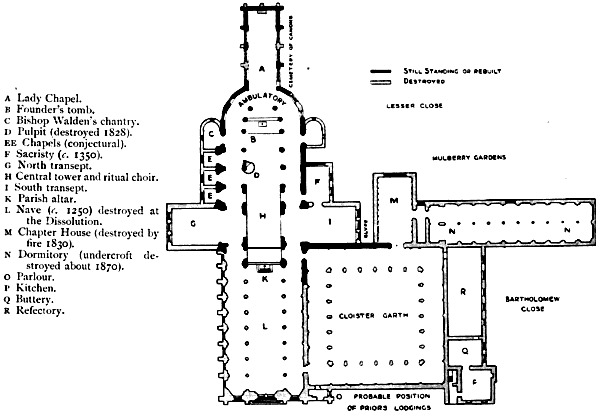 A Lady Chapel.
B Founder's tomb.
C Bishop Walden's chantry.
D Pulpit (destroyed 1828).
EE Chapels (conjectural).
F Sacristy (c. 1350).
G North transept.
H Central tower and ritual choir.
I South transept.
K Parish altar.
L Nave (c. 1250) destroyed at
the Dissolution.
M Chapter House (destroyed by
fire 1830).
N Dormitory (undercroft de-
stroyed about 1870).
O Parlour.
P Kitchen.
Q Buttery.
R Refectory.
A
CEMETERY OF CANONS
AMBULATORY
STILL STANDING OR REBUILT
DESTROYED
LESSER CLOSE
B
C
E
E
E
D
MULBERRY GARDENS
F
G
H
I
SLYPE
M
N
N
K
L
CLOISTER GARTH
R
BARTHOLOMEW
CLOSE
Q
P
O PROBABLE POSITION
OF PRIORS LODGINGS